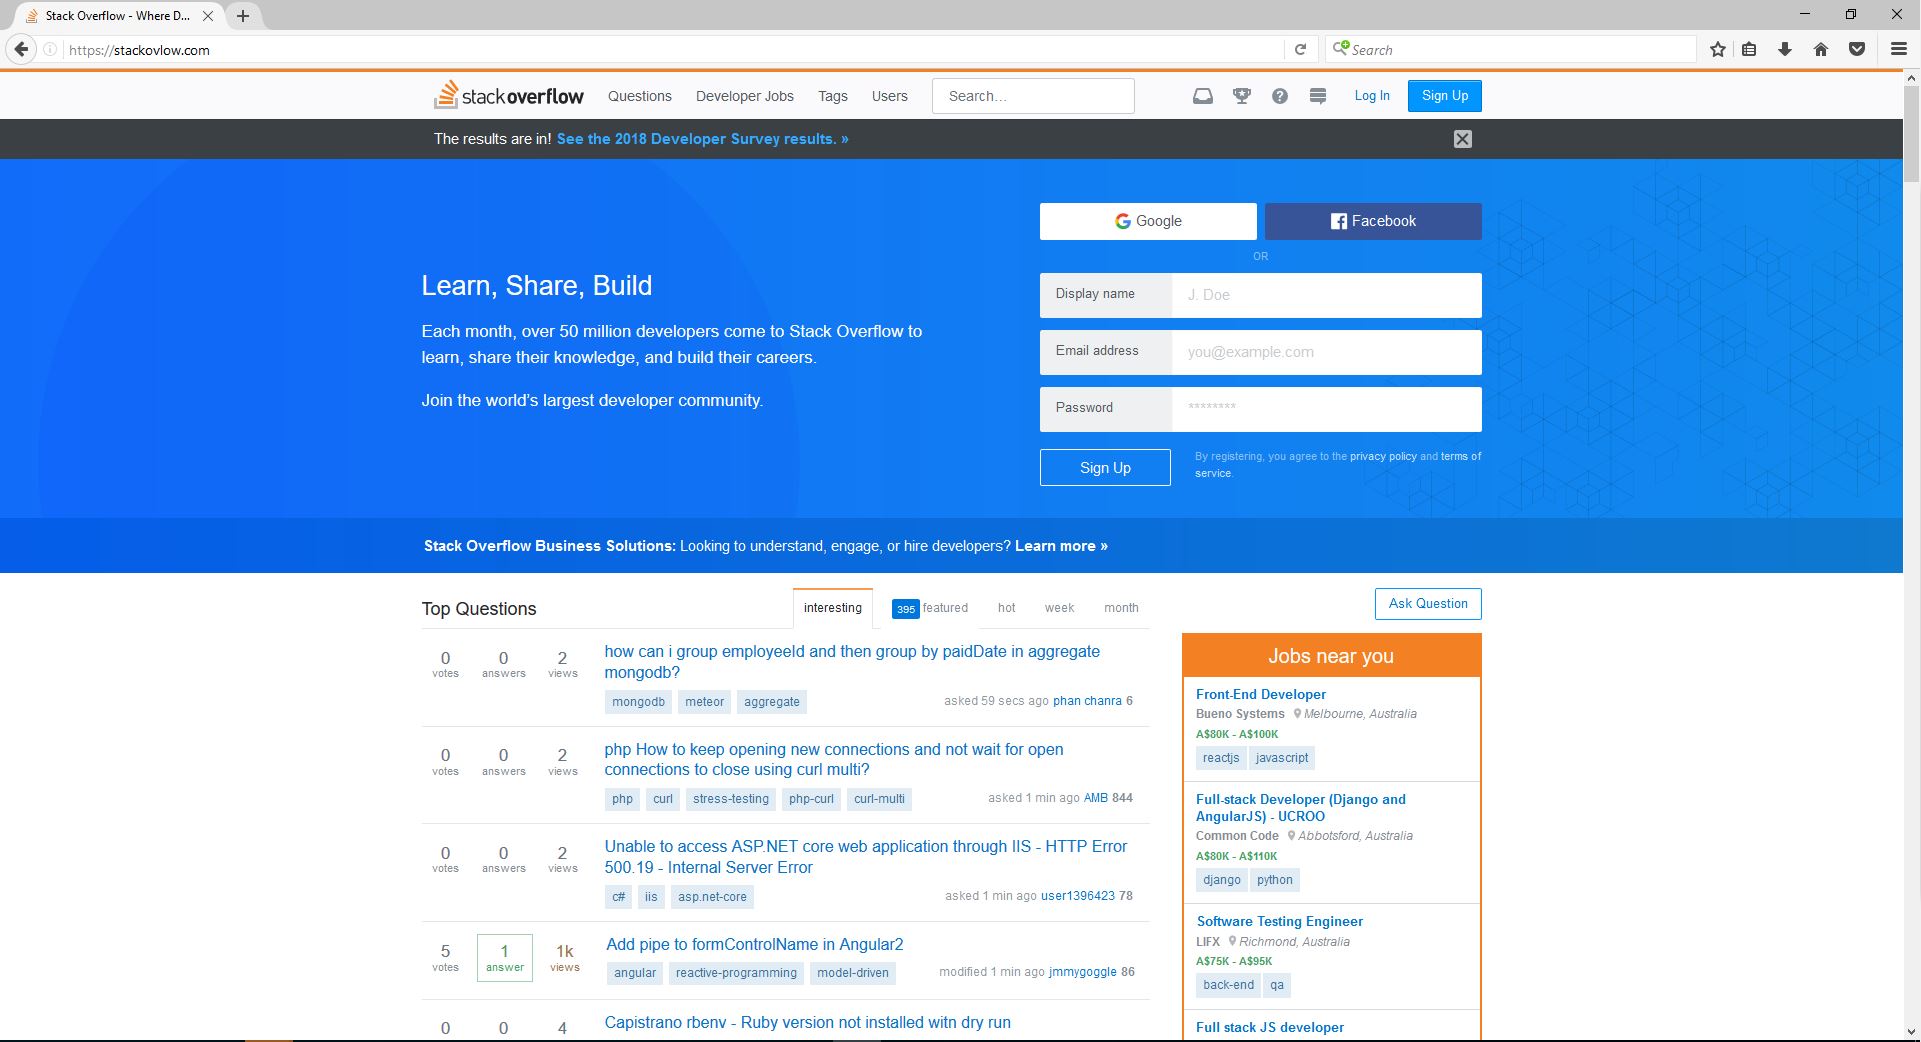 Stack Overflow - Where D...
https://stackovlow.com
Search
stackoverflow
Questions
Developer Jobs
Tags
Users
Search...
Log In
Sign Up
The results are in! See the 2018 Developer Survey results. »
Google
Facebook
OR
Learn, Share, Build
Each month, over 50 million developers come to Stack Overflow to
learn, share their knowledge, and build their careers.
Join the world's largest developer community.
Display name
J. Doe
Email address
you@example.com
Password
********
Sign Up
By registering, you agree to the privacy policy and terms of
service.
Stack Overflow Business Solutions: Looking to understand, engage, or hire developers? Learn more »
Top Questions
interesting
395 featured
hot
week
month
0 votes
0 answers
2 views
how can i group employeeId and then group by paidDate in aggregate
mongodb?
mongodb meteor aggregate
asked 59 secs ago phan chanra 6
0 votes
0 answers
2 views
php How to keep opening new connections and not wait for open
connections to close using curl multi?
php curl stress-testing php-curl curl-multi
asked 1 min ago AMB 844
0 votes
0 answers
2 views
Unable to access ASP.NET core web application through IIS - HTTP Error
500.19 - Internal Server Error
c# iis asp.net-core
asked 1 min ago user1396423 78
5 votes
1 answer
1k views
Add pipe to formControlName in Angular2
angular reactive-programming model-driven
modified 1 min ago jmmygoggle 86
0
0
4
Capistrano rbenv - Ruby version not installed witn dry run
Ask Question
Jobs near you
Front-End Developer
Bueno Systems Melbourne, Australia
A$80K - A$100K
reactjs javascript
Full-stack Developer (Django and
AngularJS) - UCROO
Common Code Abbotsford, Australia
A$80K - A$110K
django python
Software Testing Engineer
LIFX Richmond, Australia
A$75K - A$95K
back-end qa
Full stack JS developer